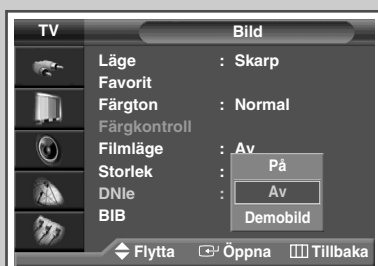 TV Bild
Läge : Skarp
Favorit
Färgton : Normal
Färgkontroll
Filmläge : Av
Storlek :
På
DNIe : Av
BIB
Demobild
Flytta Öppna Tillbaka